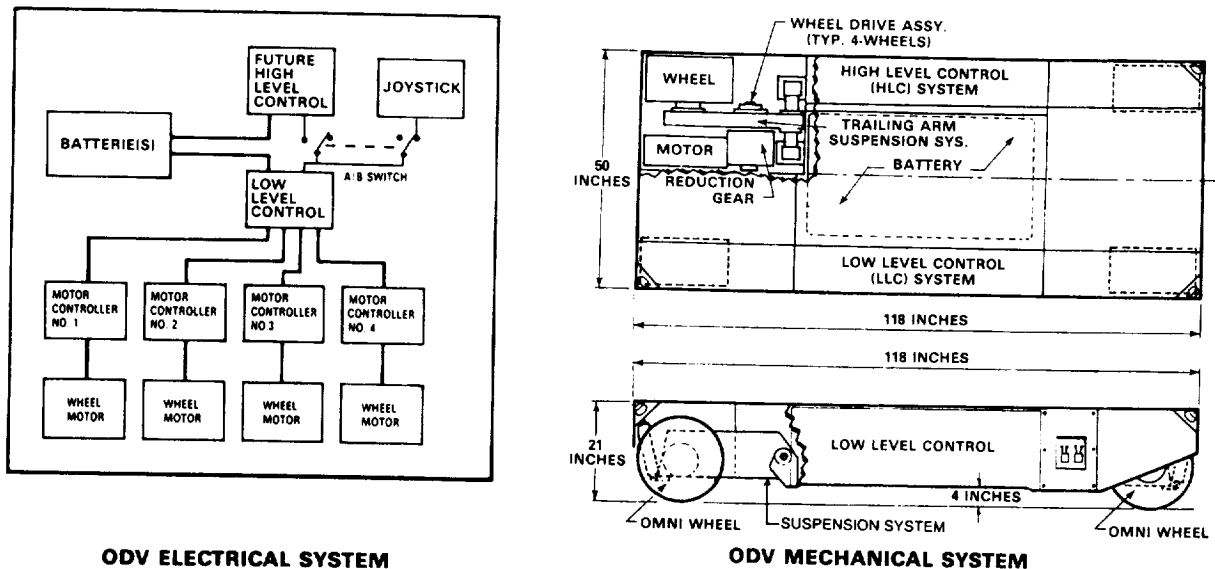 FUTURE
HIGH
LEVEL
CONTROL
JOYSTICK
BATTERIE(S)
A:B SWITCH
LOW
LEVEL
CONTROL
MOTOR
CONTROLLER
NO. 1
MOTOR
CONTROLLER
NO. 2
MOTOR
CONTROLLER
NO.3
MOTOR
CONTROLLER
NO. 4
WHEEL
MOTOR
WHEEL
MOTOR
WHEEL
MOTOR
WHEEL
MOTOR
ODV ELECTRICAL SYSTEM
WHEEL DRIVE ASSY.
(TYP. 4-WHEELS)
WHEEL
HIGH LEVEL CONTROL
(HLC) SYSTEM
TRAILING ARM
SUSPENSION SYS.
MOTOR
BATTERY
50
INCHES
REDUCTION
GEAR
LOW LEVEL CONTROL
(LLC) SYSTEM
118 INCHES
118 INCHES
21
INCHES
LOW LEVEL CONTROL
4 INCHES
OMNI WHEEL
SUSPENSION SYSTEM
OMNI WHEEL
ODV MECHANICAL SYSTEM